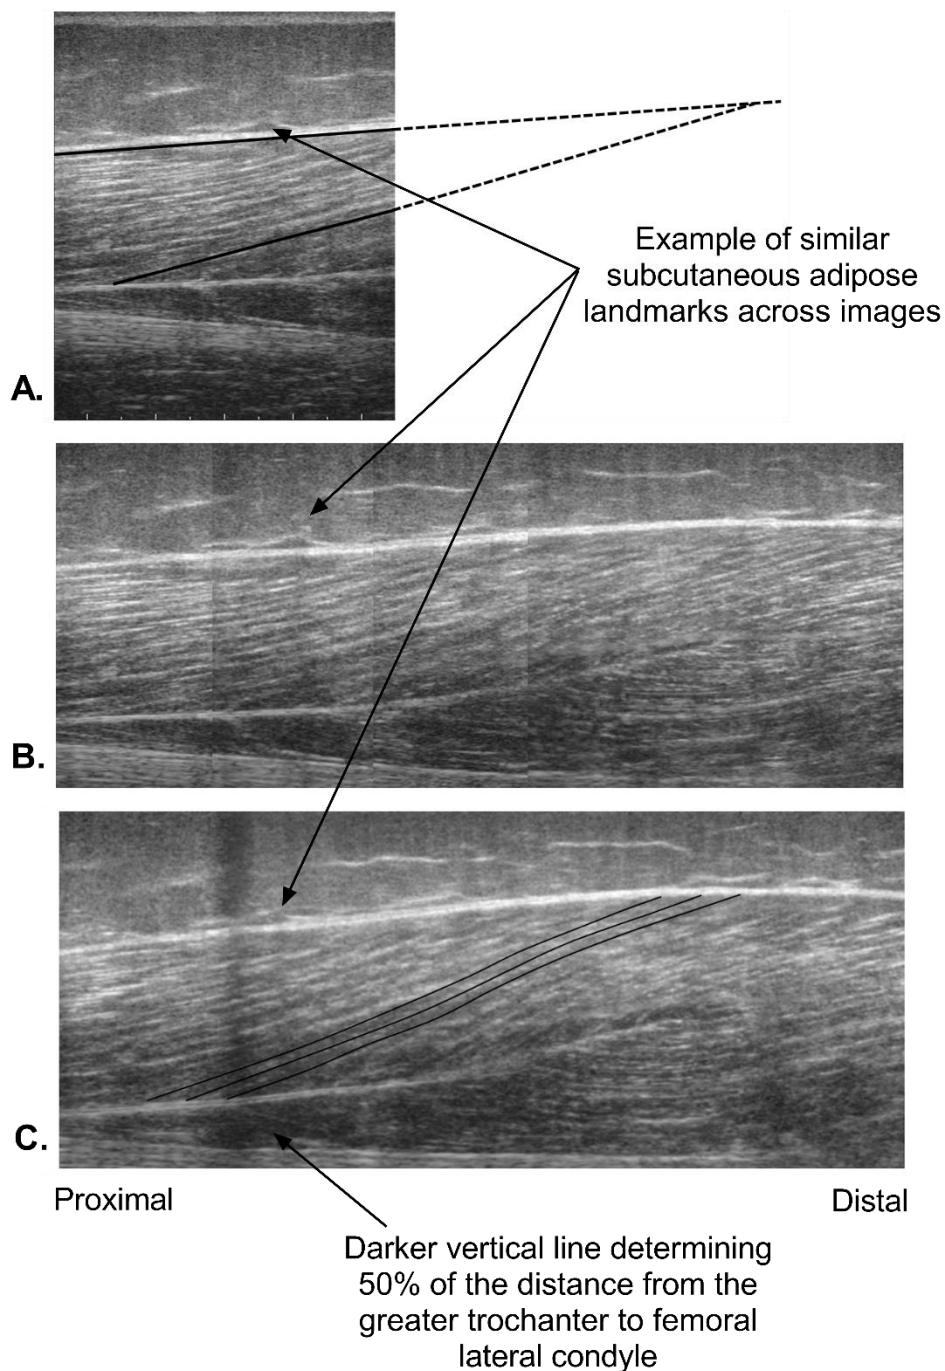 Example of similar
subcutaneous adipose
landmarks across images
A.
B.
C.
Proximal
Distal
Darker vertical line determining
50% of the distance from the
greater trochanter to femoral
lateral condyle